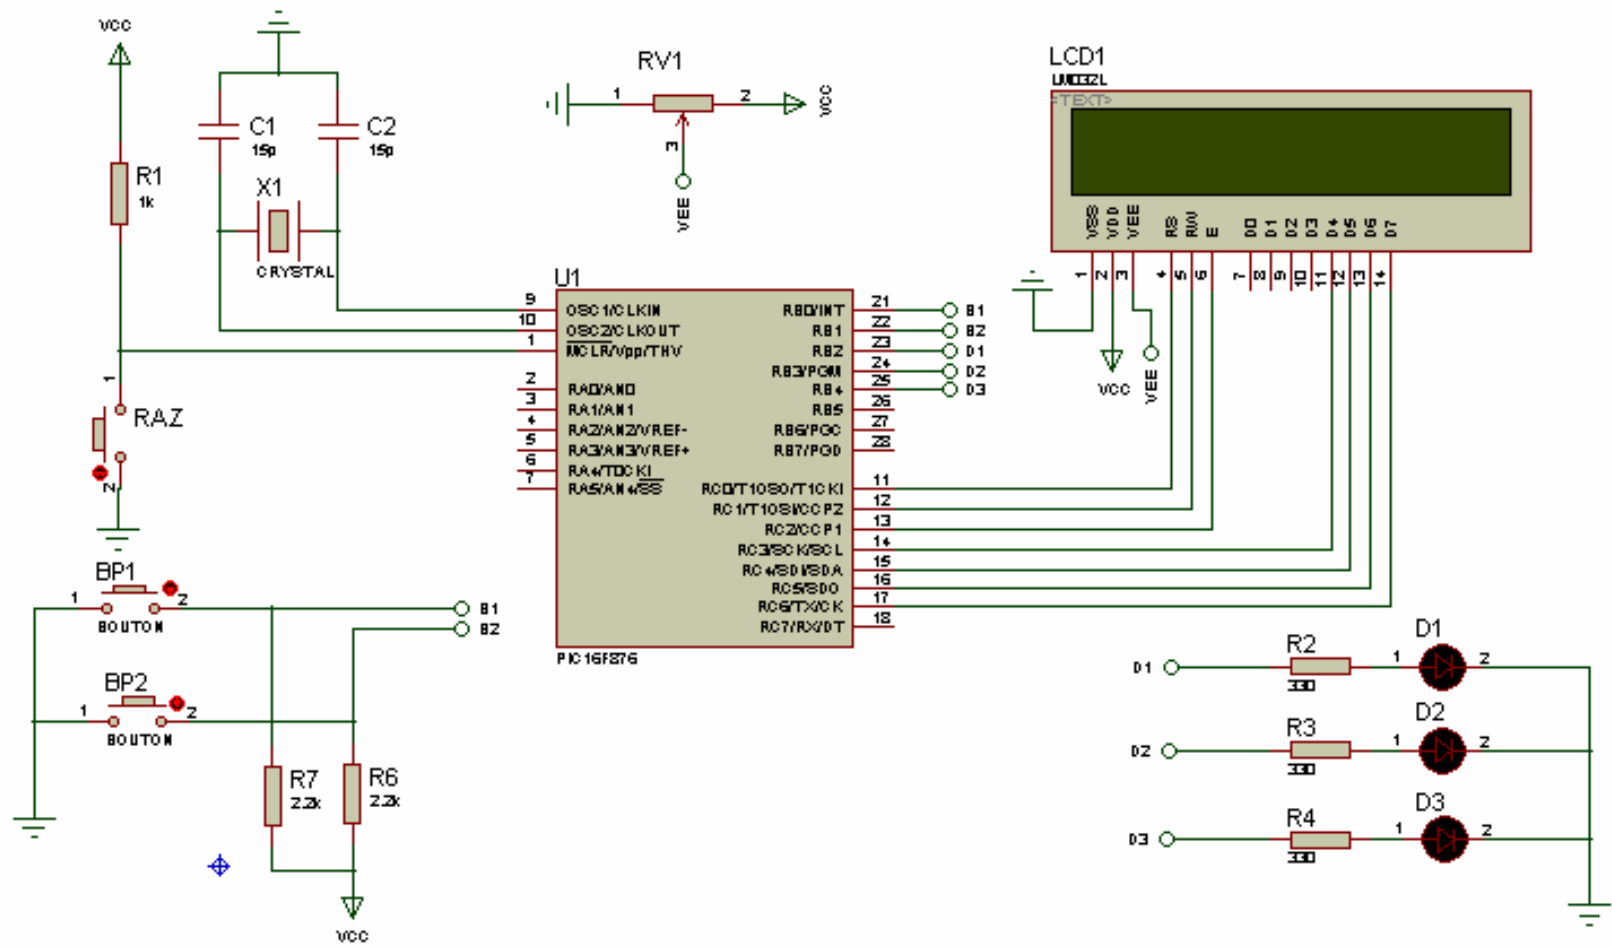 VCC
R1
1k
RAZ
1
2
C1
15p
C2
15p
X1
CRYSTAL
RV1
1
2
3
VCC
VEE
LCD1
LM032L
<TEXT>
VSS
VDD
VEE
RS
RW
E
D0
D1
D2
D3
D4
D5
D6
D7
1
2
3
4
5
6
7
8
9
10
11
12
13
14
VCC
VEE
U1
9 OSC1/CLKIN
10 OSC2/CLKOUT
1 MCLR/Vpp/THV
2 RA0/AN0
3 RA1/AN1
4 RA2/AN2/VREF-
5 RA3/AN3/VREF+
6 RA4/T0CKI
7 RA5/AN4/SS
RB0/INT 21 B1
RB1 22 B2
RB2 23 D1
RB3/PGM 24 D2
RB4 25 D3
RB5 26
RB6/PGC 27
RB7/PGD 28
RC0/T1OSO/T1CKI 11
RC1/T1OSI/CCP2 12
RC2/CCP1 13
RC3/SCK/SCL 14
RC4/SDI/SDA 15
RC5/SDO 16
RC6/TX/CK 17
RC7/RX/DT 18
PIC16F876
BP1
1 2
BOUTON
B1
B2
BP2
1 2
BOUTON
R7
2.2k
R6
2.2k
VCC
D1
R2
330
1 D1 2
D2
R3
330
1 D2 2
D3
R4
330
1 D3 2